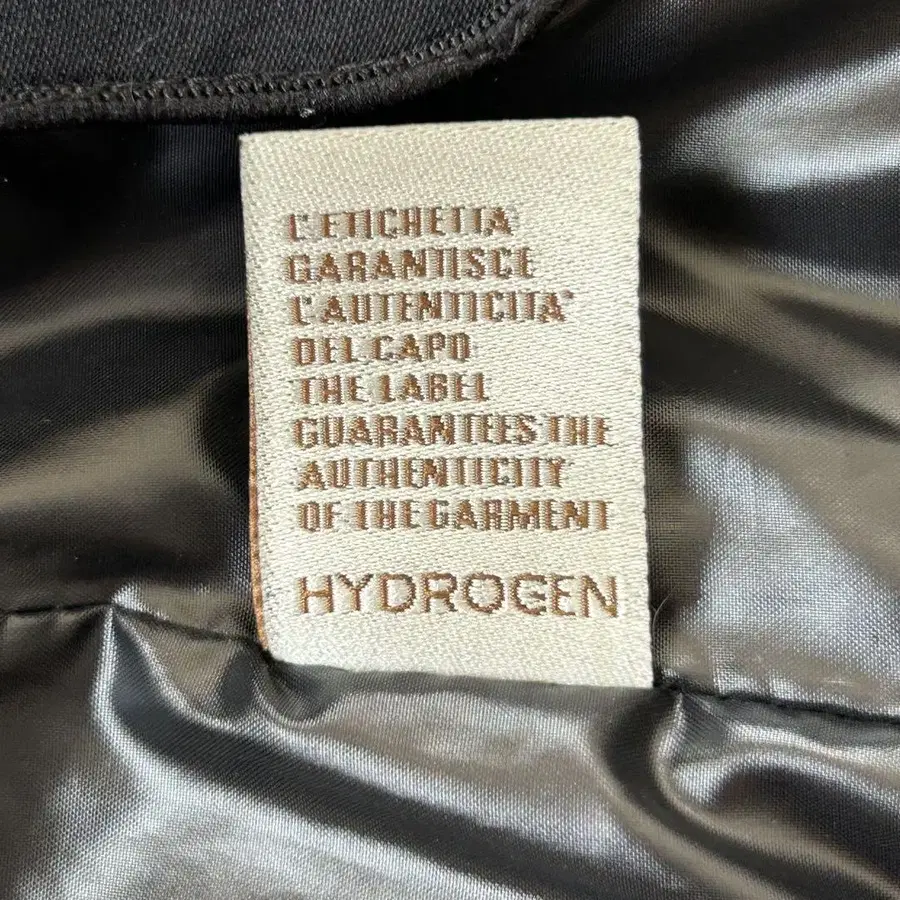 L'ETICHETTA
GARANTISCE
L'AUTENTICITA'
DEL CAPO
THE LABEL
GUARANTEES THE
AUTHENTICITY
OF THE GARMENT
HYDROGEN